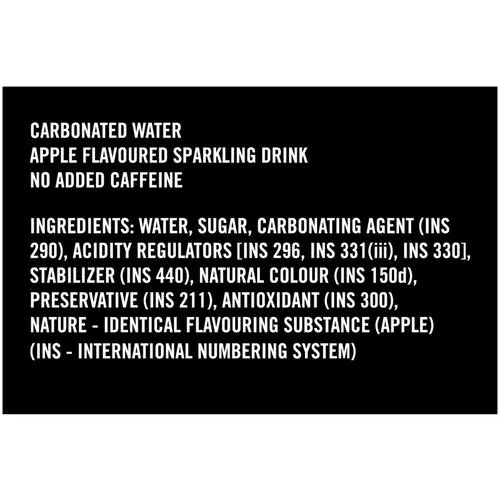 CARBONATED WATER
APPLE FLAVOURED SPARKLING DRINK
NO ADDED CAFFEINE
INGREDIENTS: WATER, SUGAR, CARBONATING AGENT (INS
290), ACIDITY REGULATORS [INS 296, INS 331(iii), INS 330],
STABILIZER (INS 440), NATURAL COLOUR (INS 150d),
PRESERVATIVE (INS 211), ANTIOXIDANT (INS 300),
NATURE - IDENTICAL FLAVOURING SUBSTANCE (APPLE)
(INS - INTERNATIONAL NUMBERING SYSTEM)